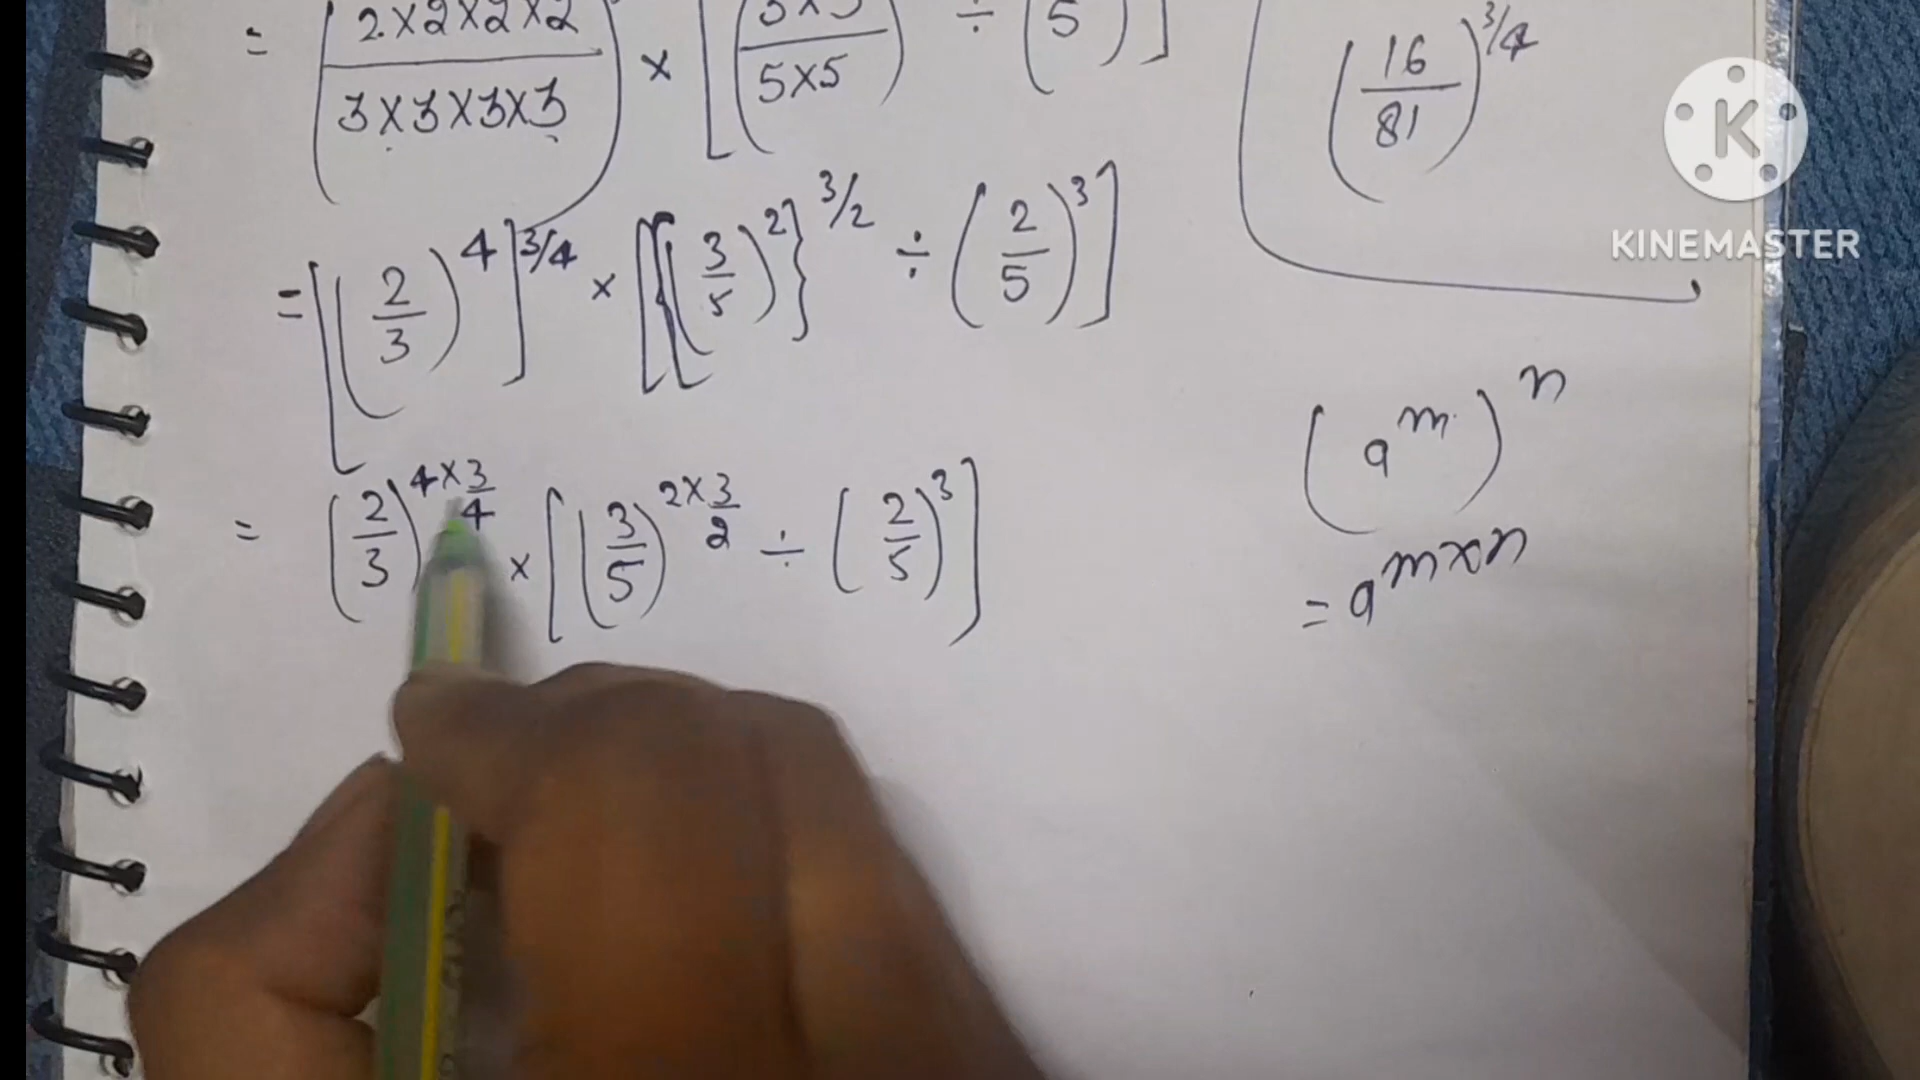 = (2×2×2×2 / 3×3×3×3) × [(3×3 / 5×5) ÷ ( 5 ) ]
= [(2/3)^4]^3/4 × [{(3/5)^2}^3/2 ÷ (2/5)^3]
= (2/3)^4×3/4 × [(3/5)^2×3/2 ÷ (2/5)^3]
(16/81)^3/4
K
KINEMASTER
(a^m)^n
= a^m×n